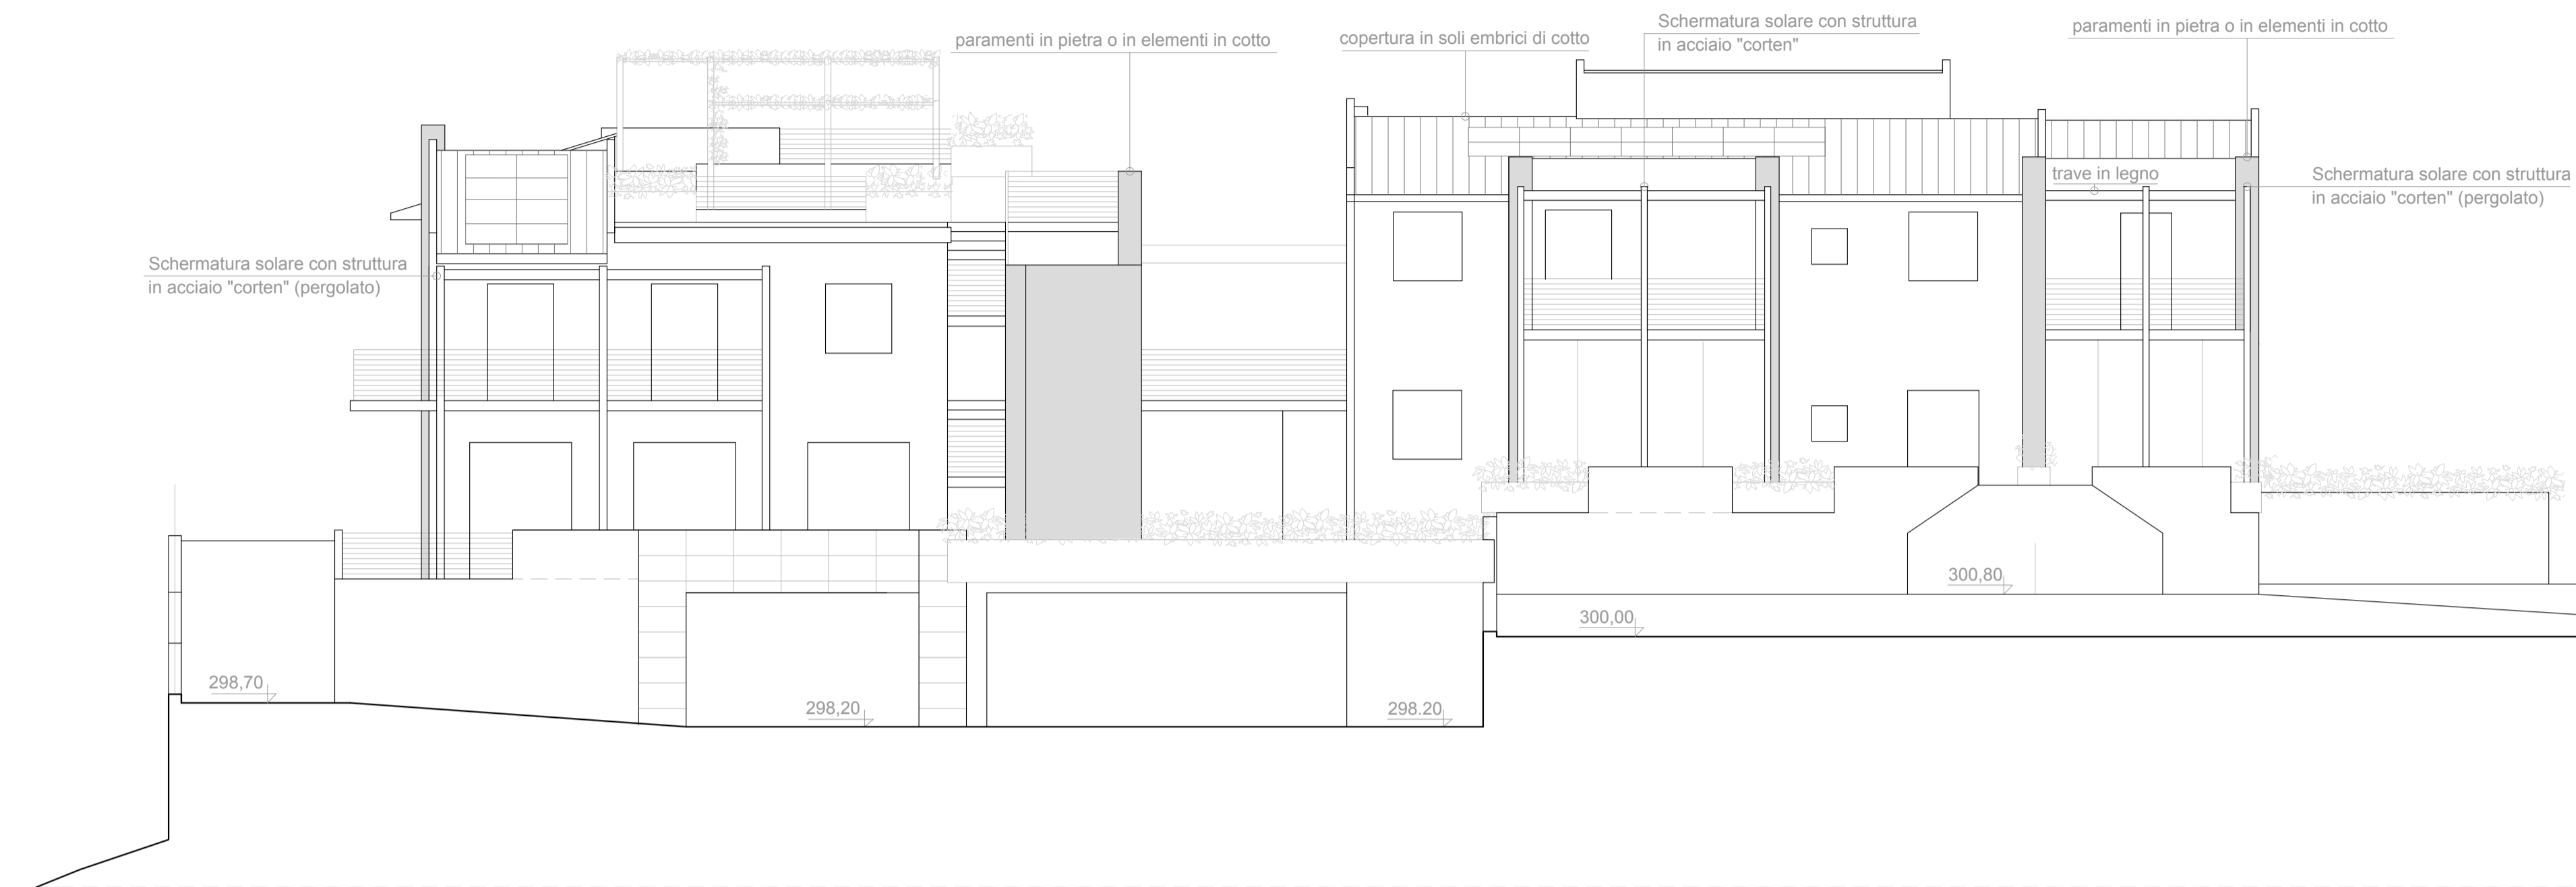 Schermatura solare con struttura
in acciaio "corten"
paramenti in pietra o in elementi in cotto
copertura in soli embrici di cotto
paramenti in pietra o in elementi in cotto
trave in legno
Schermatura solare con struttura
in acciaio "corten" (pergolato)
Schermatura solare con struttura
in acciaio "corten" (pergolato)
300,80
300,00
298,70
298,20
298.20